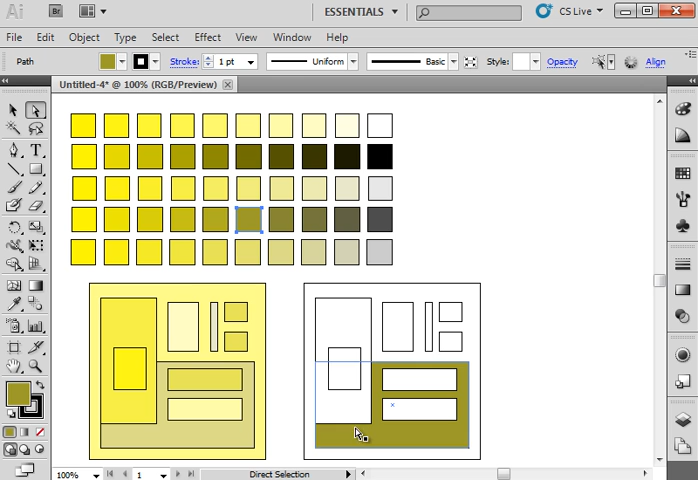 Ai Br ESSENTIALS CS Live
File Edit Object Type Select Effect View Window Help
Path Stroke: 1 pt Uniform Basic Style: Opacity Align
Untitled-4* @ 100% (RGB/Preview)
T
100% 1 Direct Selection